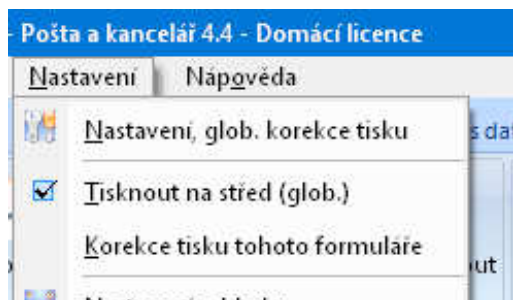 - Pošta a kancelář 4.4 - Domácí licence
Nastavení Nápověda
Nastavení, glob. korekce tisku
Tisknout na střed (glob.)
Korekce tisku tohoto formuláře